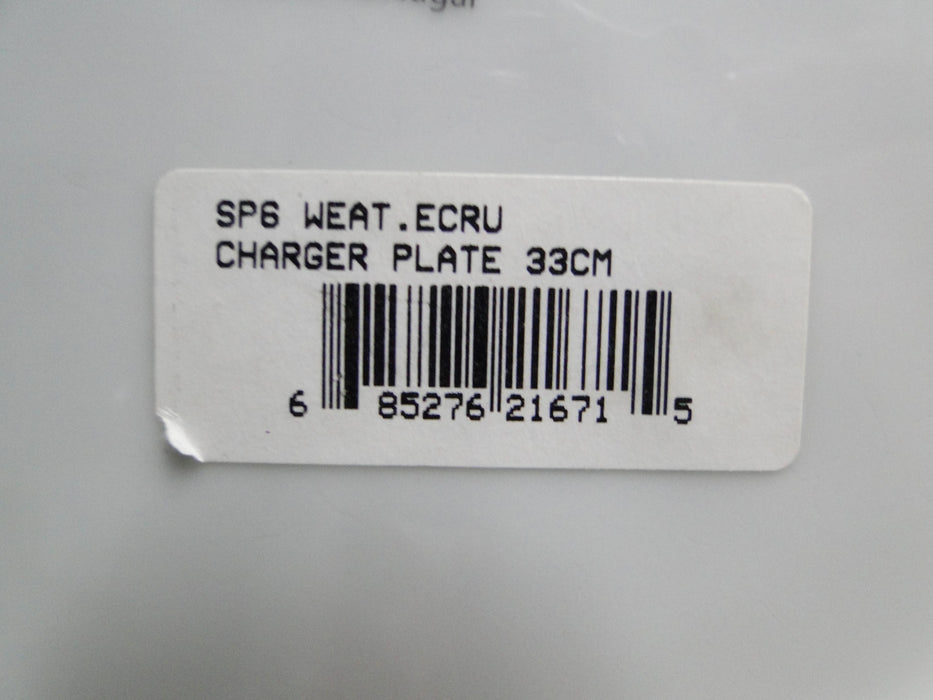 SP6 WEAT.ECRU
CHARGER PLATE 33CM
6 85276 21671 5